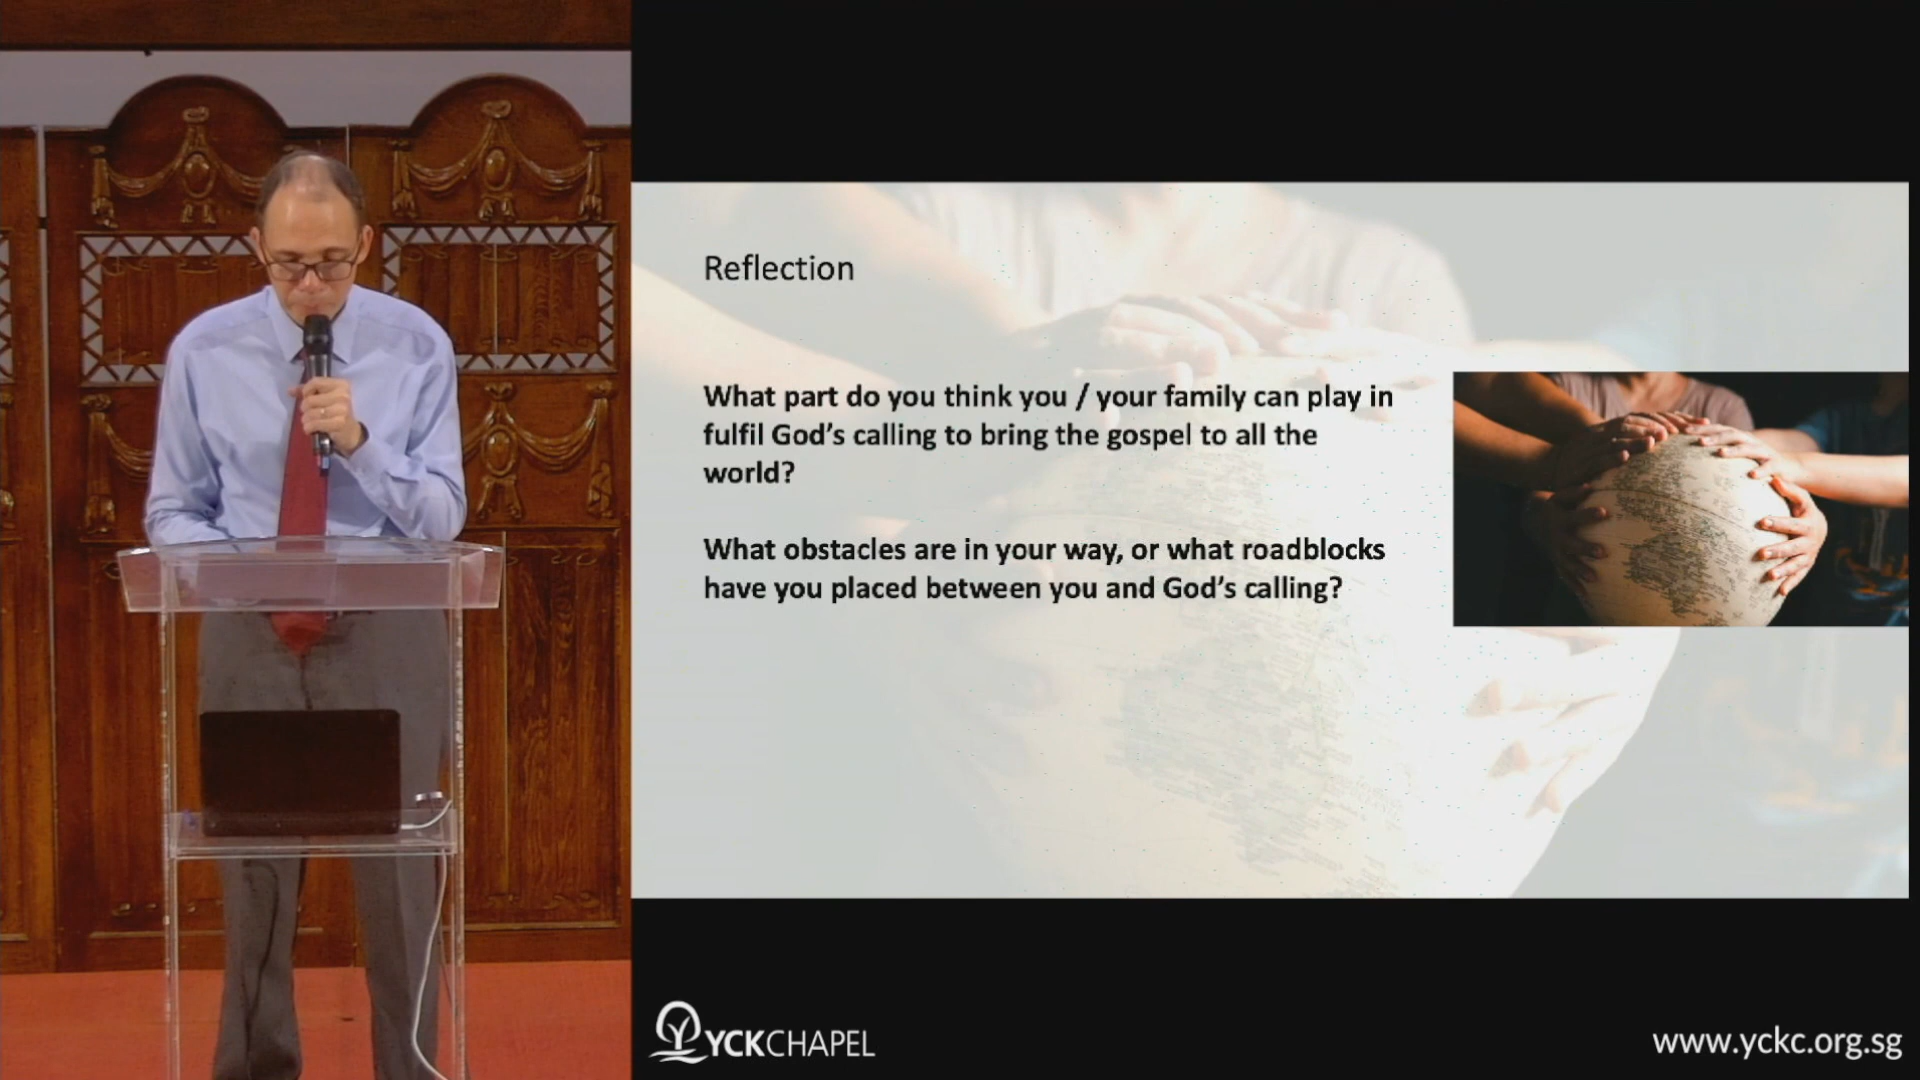 Reflection
What part do you think you / your family can play in
fulfil God's calling to bring the gospel to all the
world?
What obstacles are in your way, or what roadblocks
have you placed between you and God's calling?
YCKCHAPEL
www.yckc.org.sg